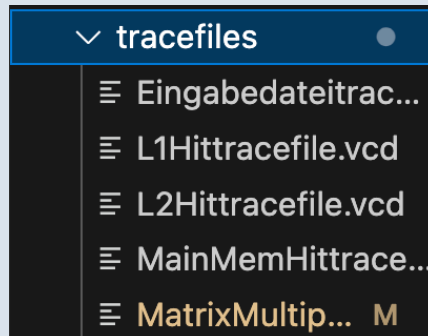 tracefiles
Eingabedateitrac...
L1Hittracefile.vcd
L2Hittracefile.vcd
MainMemHittrace...
MatrixMultip... M